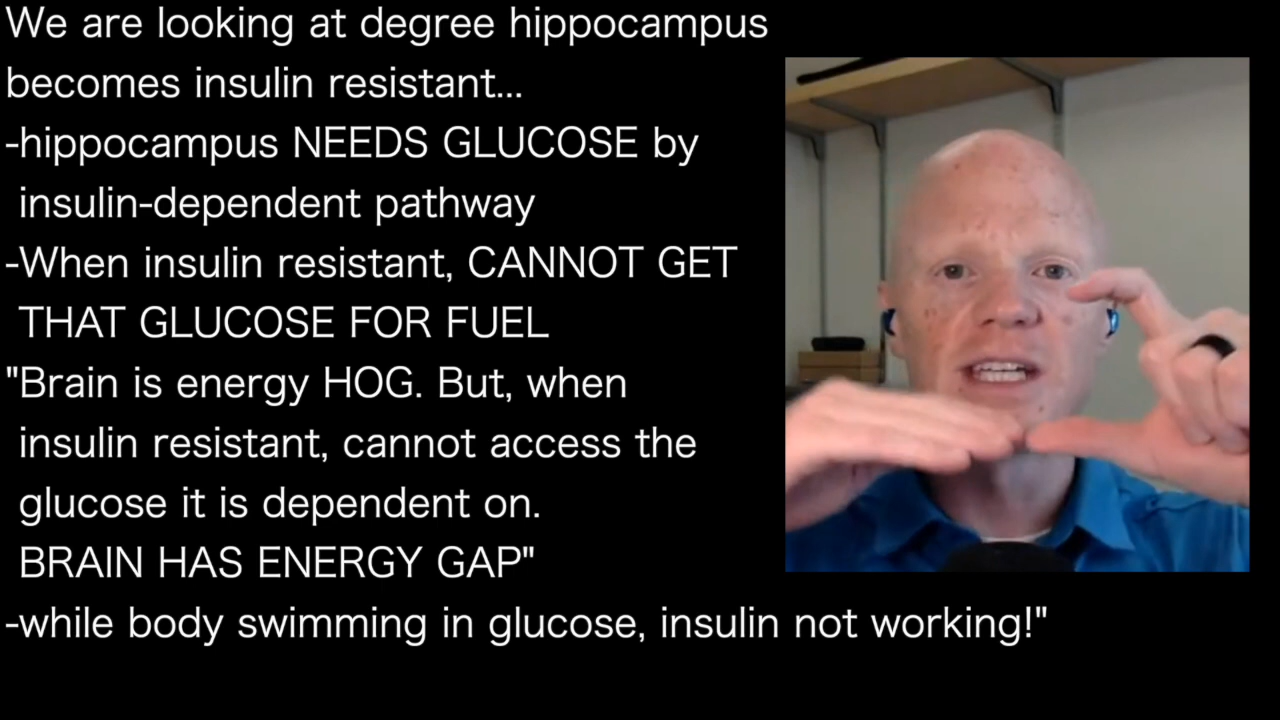 We are looking at degree hippocampus
becomes insulin resistant...
-hippocampus NEEDS GLUCOSE by
insulin-dependent pathway
-When insulin resistant, CANNOT GET
THAT GLUCOSE FOR FUEL
"Brain is energy HOG. But, when
insulin resistant, cannot access the
glucose it is dependent on.
BRAIN HAS ENERGY GAP"
-while body swimming in glucose, insulin not working!"